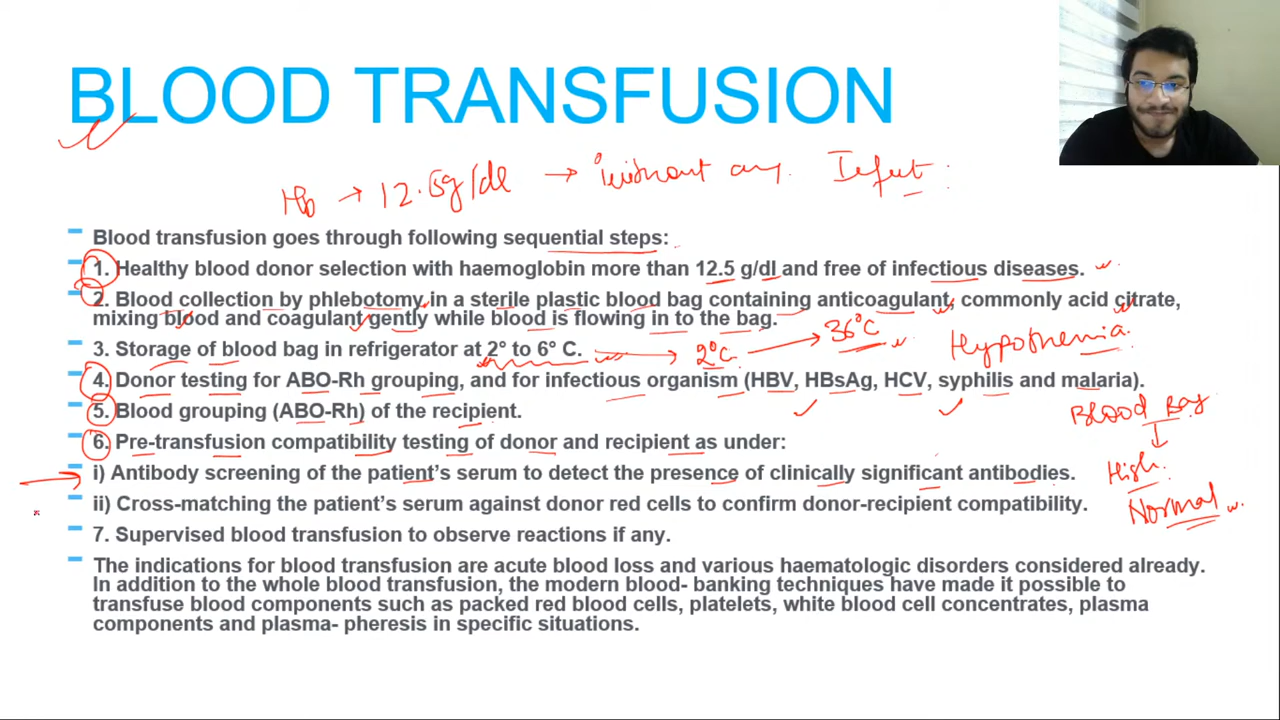 BLOOD TRANSFUSION
Hb → 12.5g/dl → without any Infect
Blood transfusion goes through following sequential steps:
1. Healthy blood donor selection with haemoglobin more than 12.5 g/dl and free of infectious diseases.
2. Blood collection by phlebotomy in a sterile plastic blood bag containing anticoagulant, commonly acid citrate,
mixing blood and coagulant gently while blood is flowing in to the bag.
3. Storage of blood bag in refrigerator at 2° to 6° C. → 2°C → 36°C
Hypothermia
4. Donor testing for ABO-Rh grouping, and for infectious organism (HBV, HBsAg, HCV, syphilis and malaria).
5. Blood grouping (ABO-Rh) of the recipient.
Blood Bag
↓
High
Normal
6. Pre-transfusion compatibility testing of donor and recipient as under:
i) Antibody screening of the patient’s serum to detect the presence of clinically significant antibodies.
ii) Cross-matching the patient’s serum against donor red cells to confirm donor-recipient compatibility.
7. Supervised blood transfusion to observe reactions if any.
The indications for blood transfusion are acute blood loss and various haematologic disorders considered already.
In addition to the whole blood transfusion, the modern blood- banking techniques have made it possible to
transfuse blood components such as packed red blood cells, platelets, white blood cell concentrates, plasma
components and plasma- pheresis in specific situations.